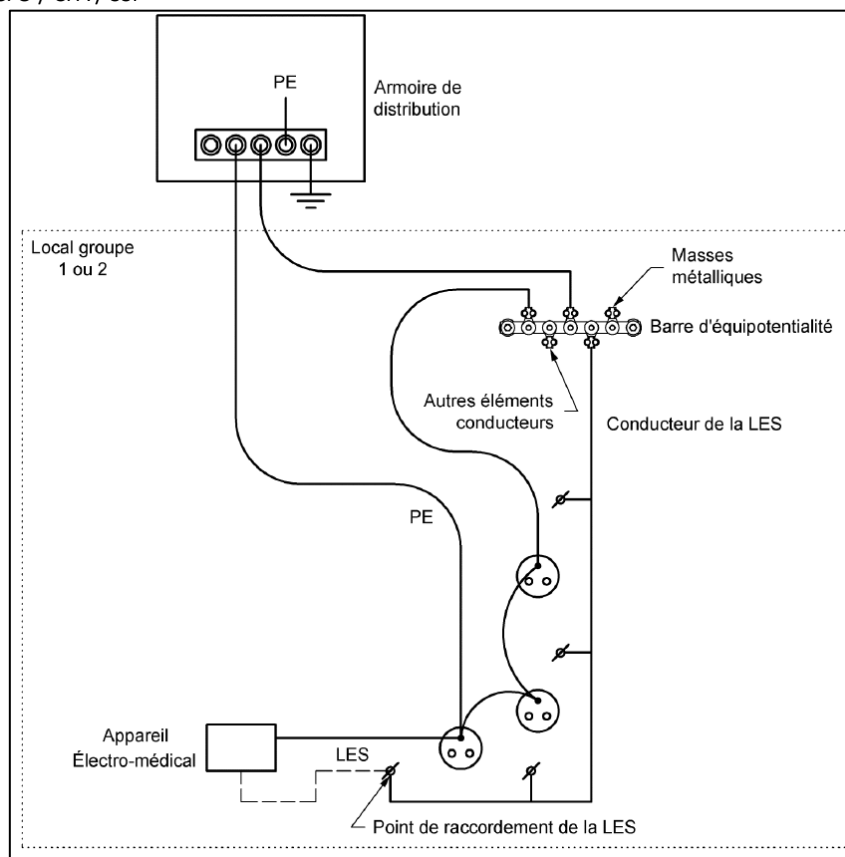 PE
Armoire de
distribution
Local groupe
1 ou 2
Masses
métalliques
Barre d'équipotentialité
Autres éléments
conducteurs
Conducteur de la LES
PE
Appareil
Électro-médical
LES
Point de raccordement de la LES